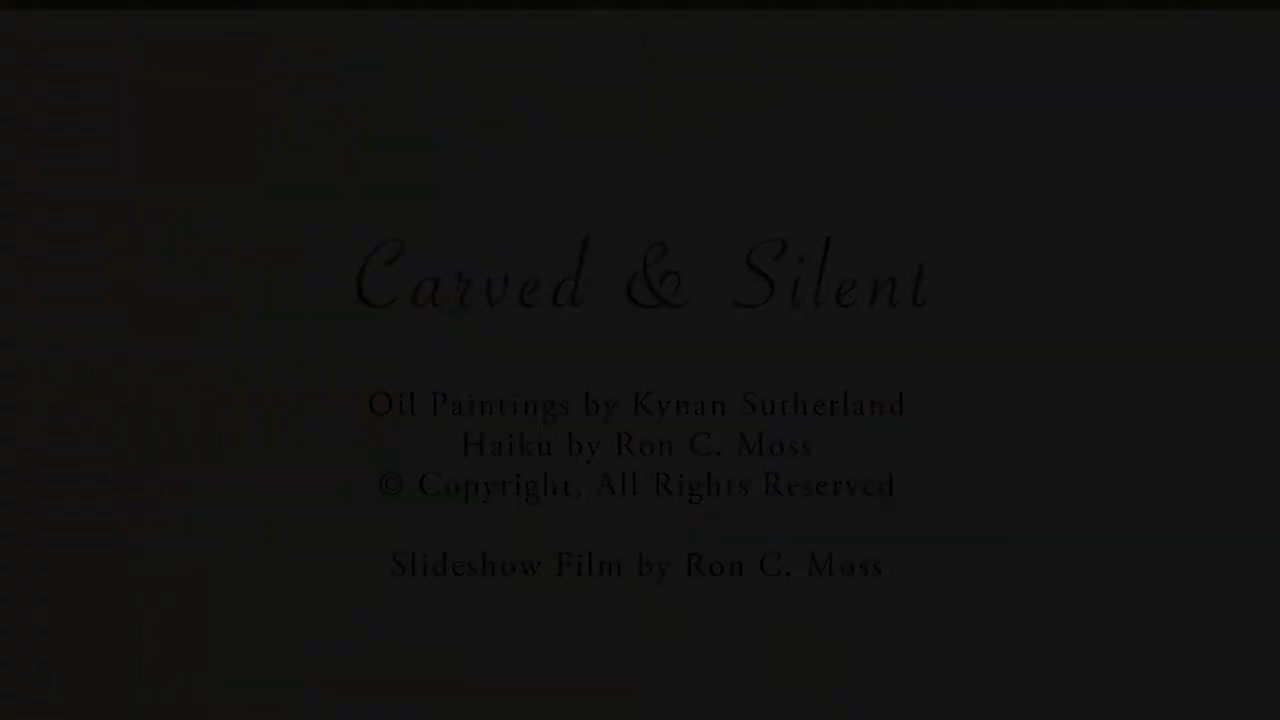 Carved & Silent
Oil Paintings by Kynan Sutherland
Haiku by Ron C. Moss
© Copyright, All Rights Reserved
Slideshow Film by Ron C. Moss